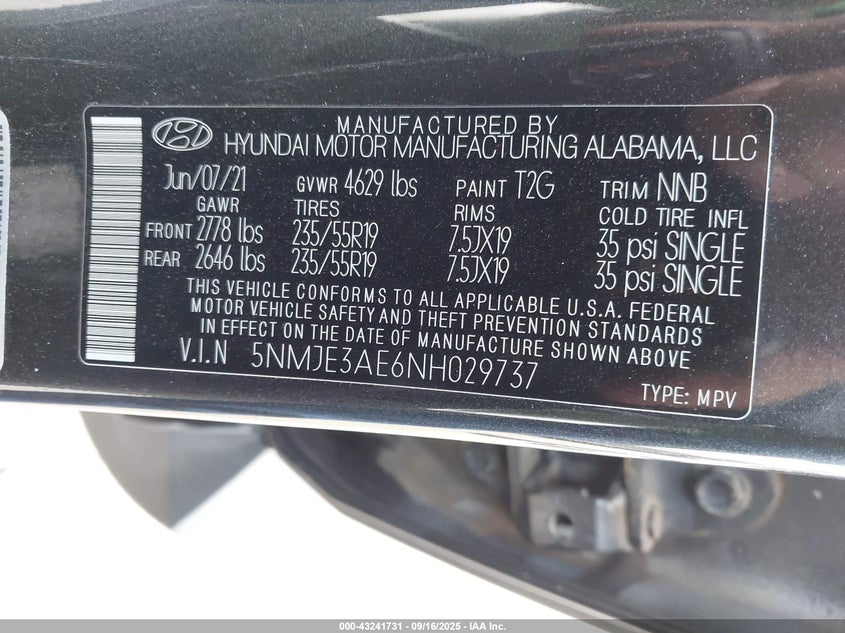 MANUFACTURED BY
HYUNDAI MOTOR MANUFACTURING ALABAMA, LLC
Jun/07/21 GVWR 4629 lbs PAINT T2G TRIM NNB
GAWR TIRES RIMS COLD TIRE INFL
FRONT 2778 lbs 235/55R19 7.5JX19 35 psi SINGLE
REAR 2646 lbs 235/55R19 7.5JX19 35 psi SINGLE
THIS VEHICLE CONFORMS TO ALL APPLICABLE U.S.A. FEDERAL
MOTOR VEHICLE SAFETY AND THEFT PREVENTION STANDARDS
IN EFFECT ON THE DATE OF MANUFACTURE SHOWN ABOVE.
V.I.N 5NMJE3AE6NH029737
TYPE: MPV
000-43241731 - 09/16/2025 - IAA Inc.